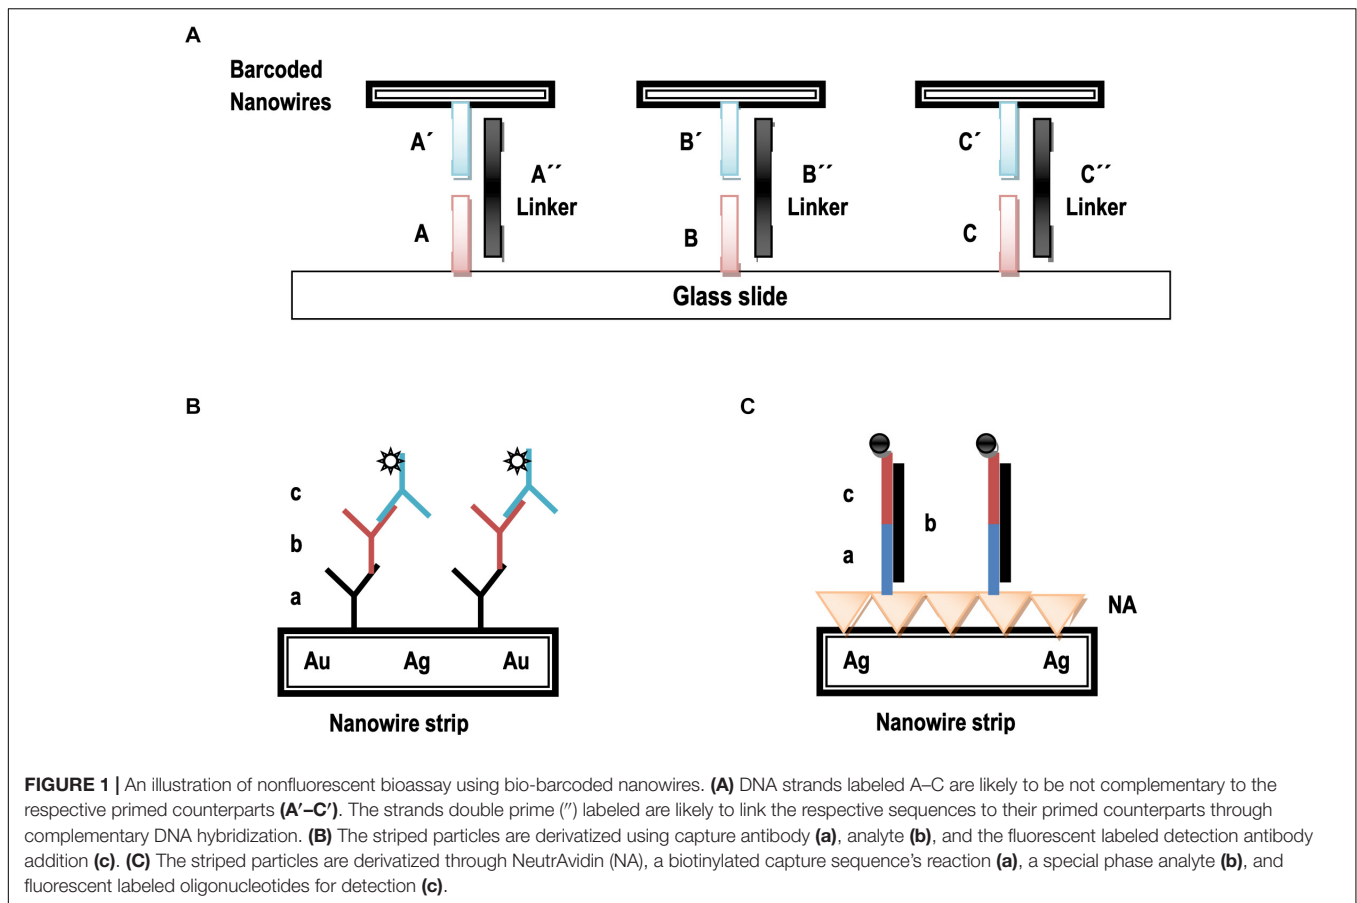 A
Barcoded
Nanowires
A´ B´ C´
A´´ B´´ C´´
Linker Linker Linker
A B C
Glass slide
B C
c c
b b
a a
NA
Au Ag Au Ag Ag
Nanowire strip Nanowire strip
FIGURE 1 | An illustration of nonfluorescent bioassay using bio-barcoded nanowires. (A) DNA strands labeled A–C are likely to be not complementary to the
respective primed counterparts (A′–C′). The strands double prime (″) labeled are likely to link the respective sequences to their primed counterparts through
complementary DNA hybridization. (B) The striped particles are derivatized using capture antibody (a), analyte (b), and the fluorescent labeled detection antibody
addition (c). (C) The striped particles are derivatized through NeutrAvidin (NA), a biotinylated capture sequence’s reaction (a), a special phase analyte (b), and
fluorescent labeled oligonucleotides for detection (c).